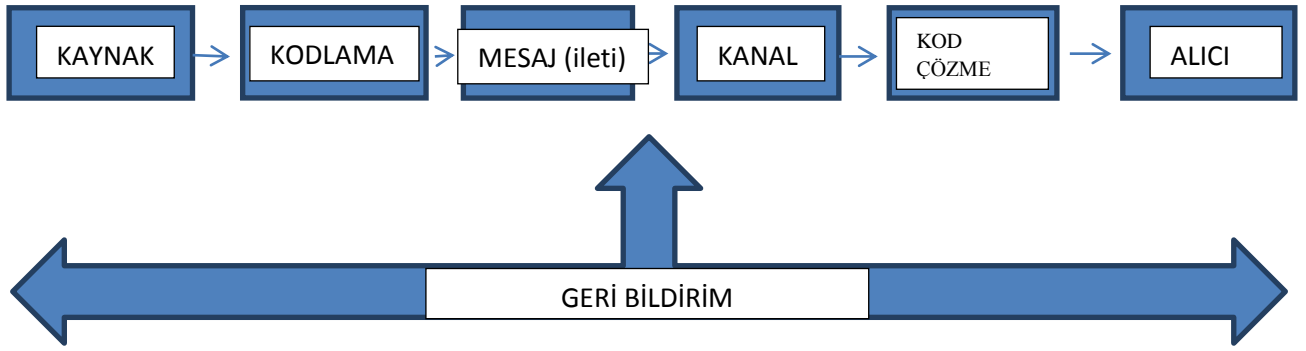 KAYNAK
KODLAMA
MESAJ (ileti)
KANAL
KOD
ÇÖZME
ALICI
GERİ BİLDİRİM